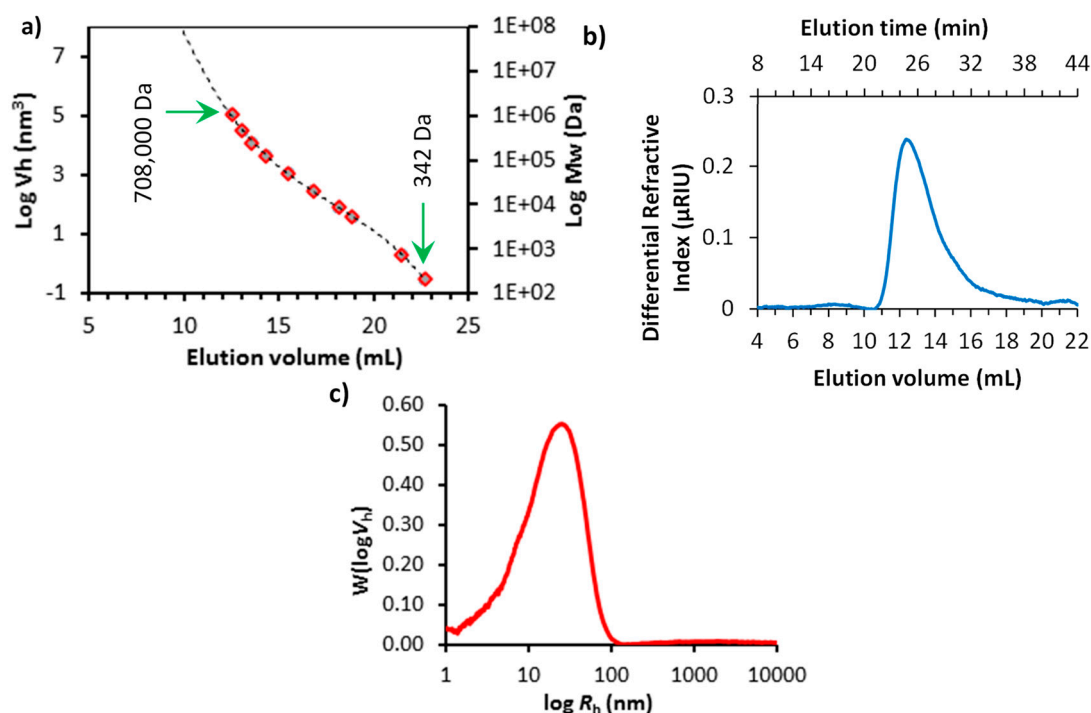 a)
Log Vh (nm³)
7
5
3
1
-1
708,000 Da
342 Da
1E+08
1E+07
1E+06
1E+05
1E+04
1E+03
1E+02
Log Mw (Da)
5 10 15 20 25
Elution volume (mL)
b)
Elution time (min)
8 14 21 26 32 38 44
Differential Refractive
Index (μRIU)
0.3
0.2
0.1
0
4 6 8 10 12 14 16 18 20 22
Elution volume (mL)
c)
W(logVh)
0.60
0.50
0.40
0.30
0.20
0.10
0.00
1 10 100 1000 10000
log Rh (nm)